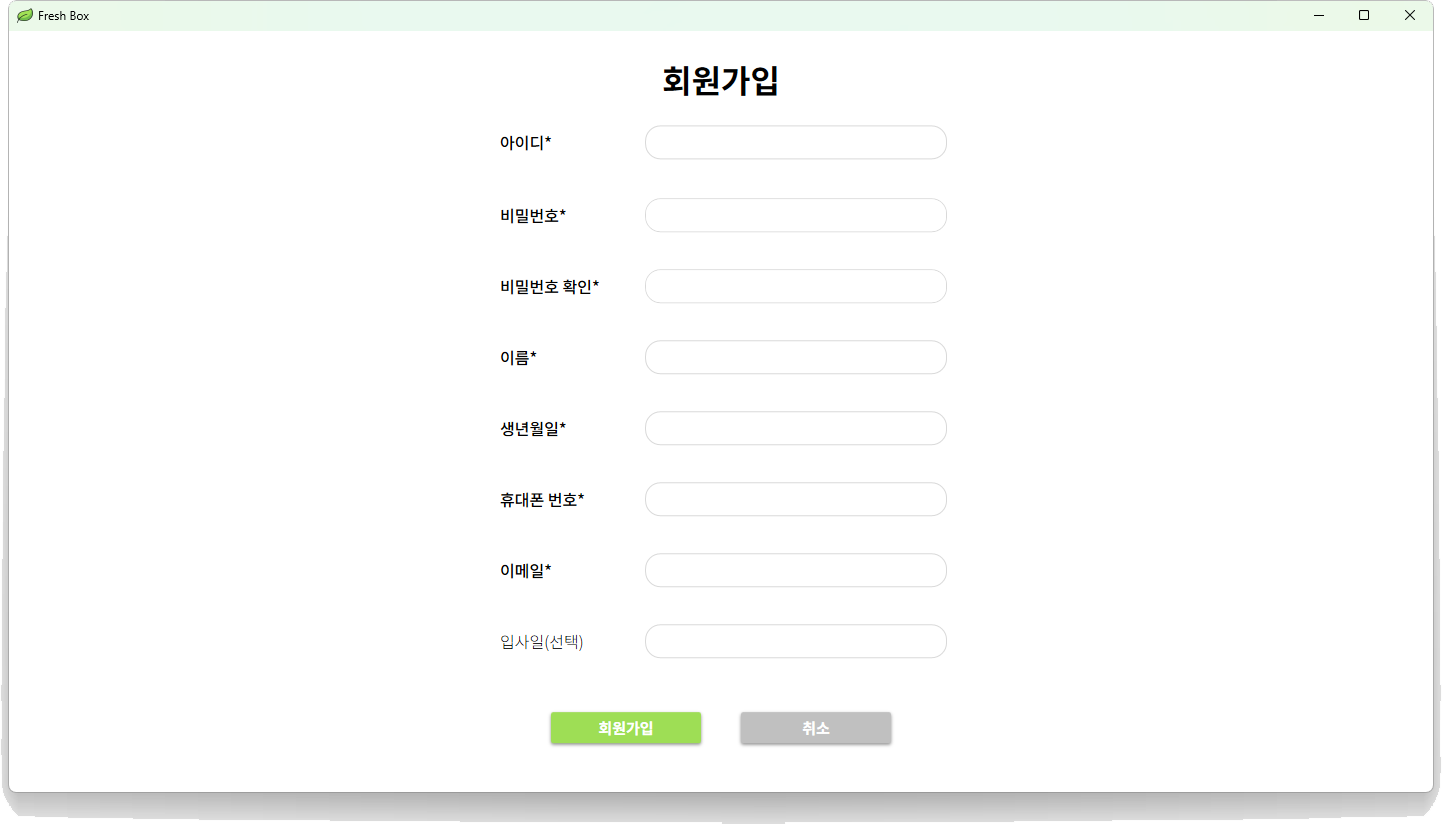 Fresh Box
회원가입
아이디*
비밀번호*
비밀번호 확인*
이름*
생년월일*
휴대폰 번호*
이메일*
입사일(선택)
회원가입 취소